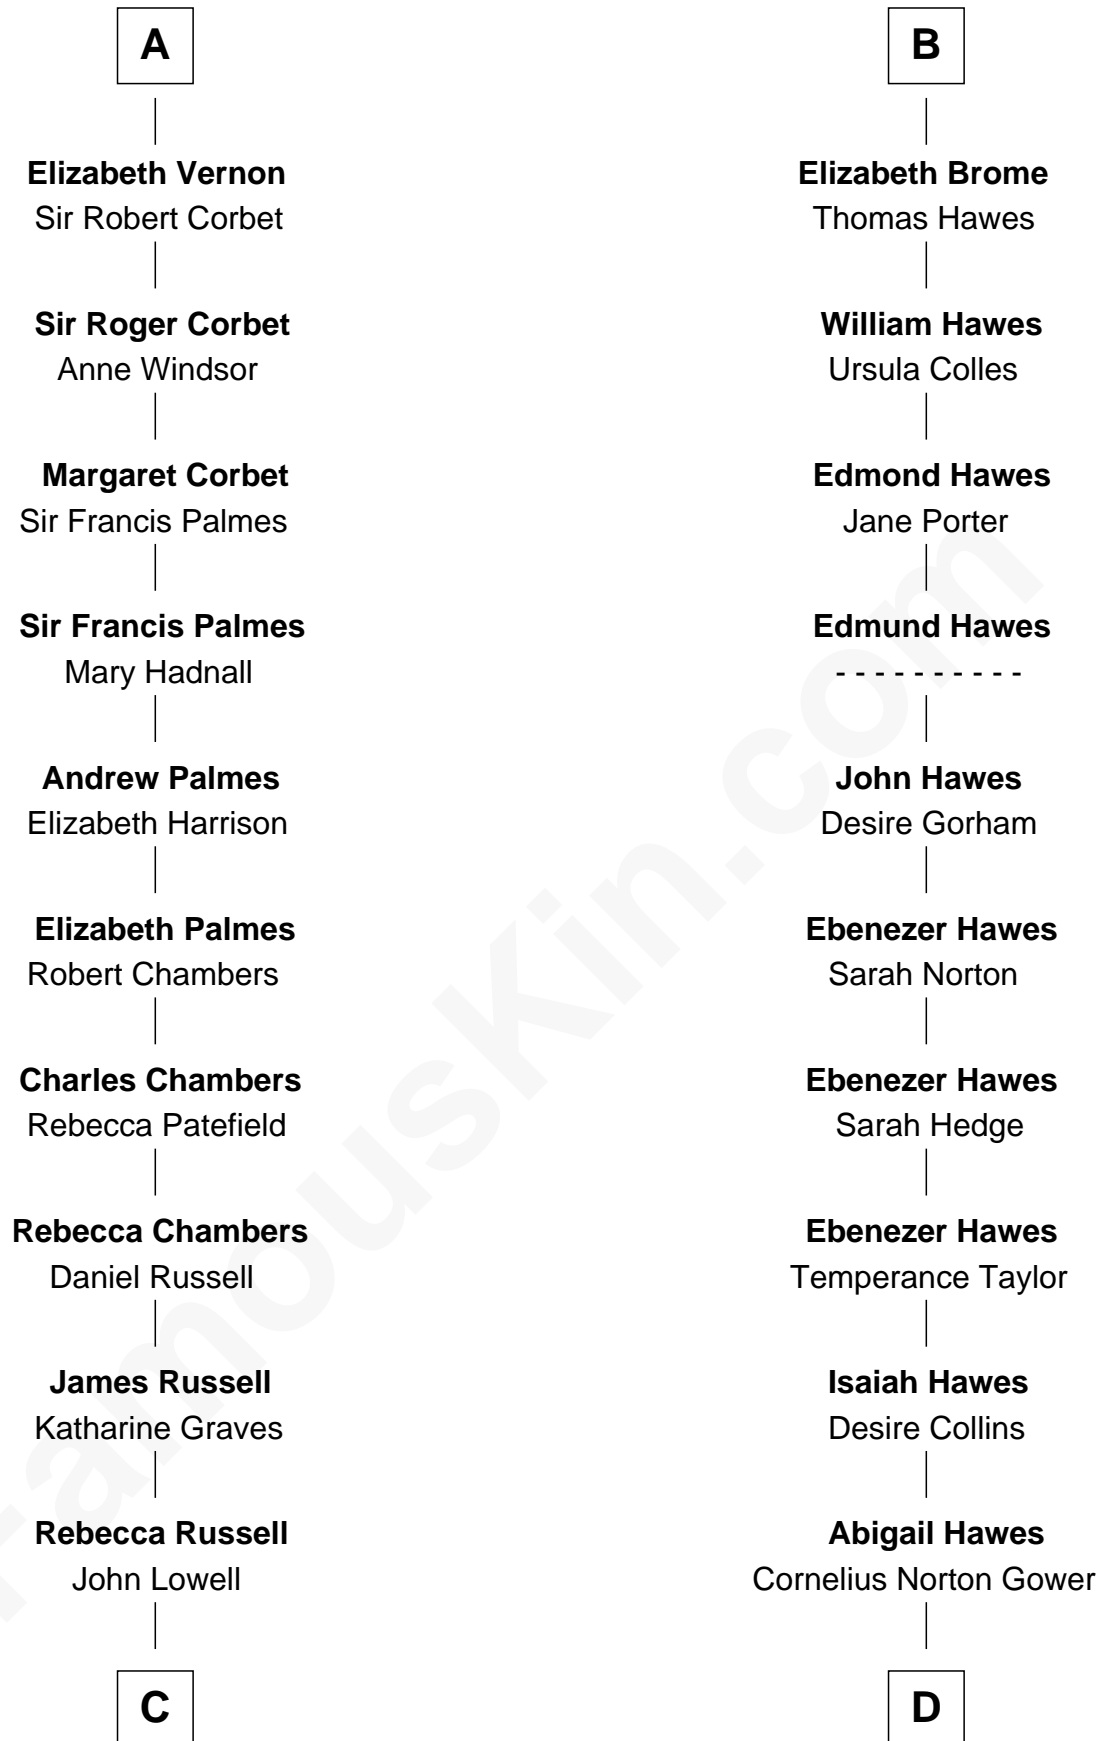 A
Elizabeth Vernon
Sir Robert Corbet
Sir Roger Corbet
Anne Windsor
Margaret Corbet
Sir Francis Palmes
Sir Francis Palmes
Mary Hadnall
Andrew Palmes
Elizabeth Harrison
Elizabeth Palmes
Robert Chambers
Charles Chambers
Rebecca Patefield
Rebecca Chambers
Daniel Russell
James Russell
Katharine Graves
Rebecca Russell
John Lowell
C
B
Elizabeth Brome
Thomas Hawes
William Hawes
Ursula Colles
Edmond Hawes
Jane Porter
Edmund Hawes
- - - - - - - - - -
John Hawes
Desire Gorham
Ebenezer Hawes
Sarah Norton
Ebenezer Hawes
Sarah Hedge
Ebenezer Hawes
Temperance Taylor
Isaiah Hawes
Desire Collins
Abigail Hawes
Cornelius Norton Gower
D
FamousKin.com